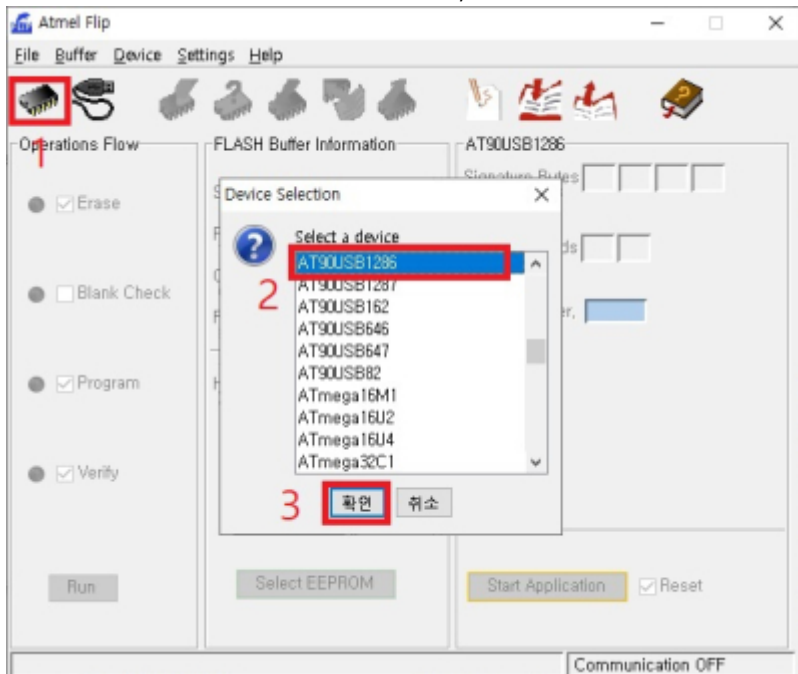 Atmel Flip
File Buffer Device Settings Help
1
Operations Flow
FLASH Buffer Information
AT90USB1286
Signature Bytes
Erase
Device Selection
Select a device
AT90USB1286
2
AT90USB1287
AT90USB162
AT90USB646
AT90USB647
AT90USB82
ATmega16M1
ATmega16U2
ATmega16U4
ATmega32C1
Blank Check
Program
Verify
3
확인
취소
Run
Select EEPROM
Start Application
Reset
Communication OFF